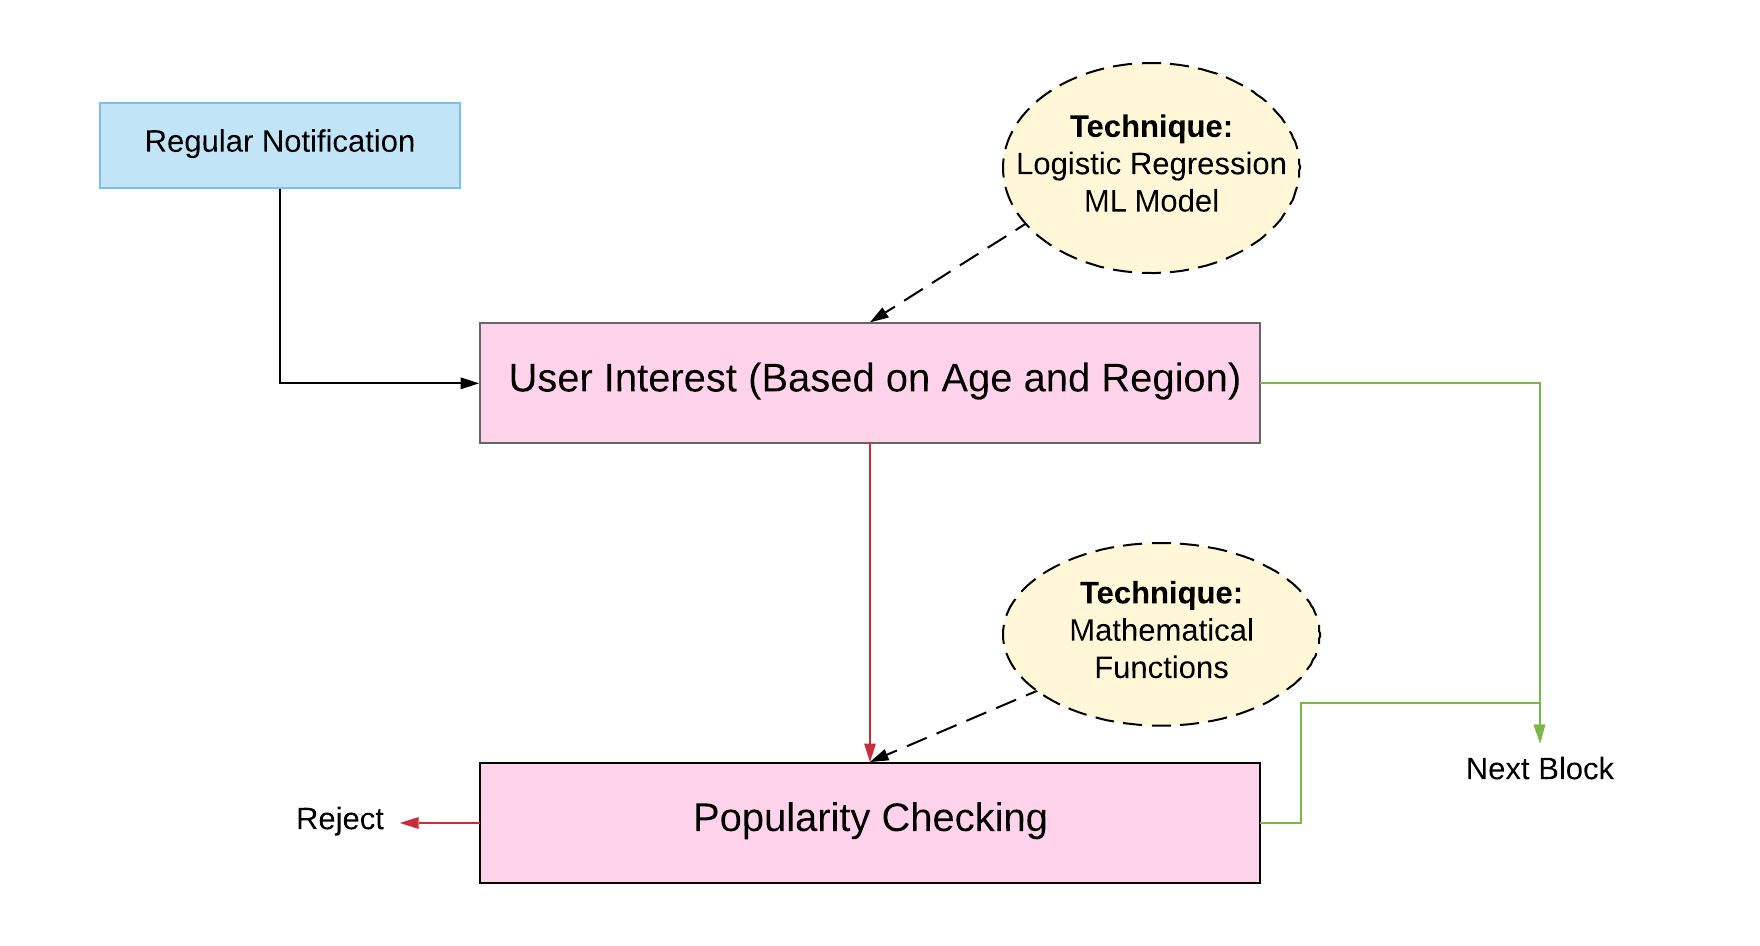 Regular Notification
Technique:
Logistic Regression
ML Model
User Interest (Based on Age and Region)
Technique:
Mathematical
Functions
Next Block
Reject
Popularity Checking